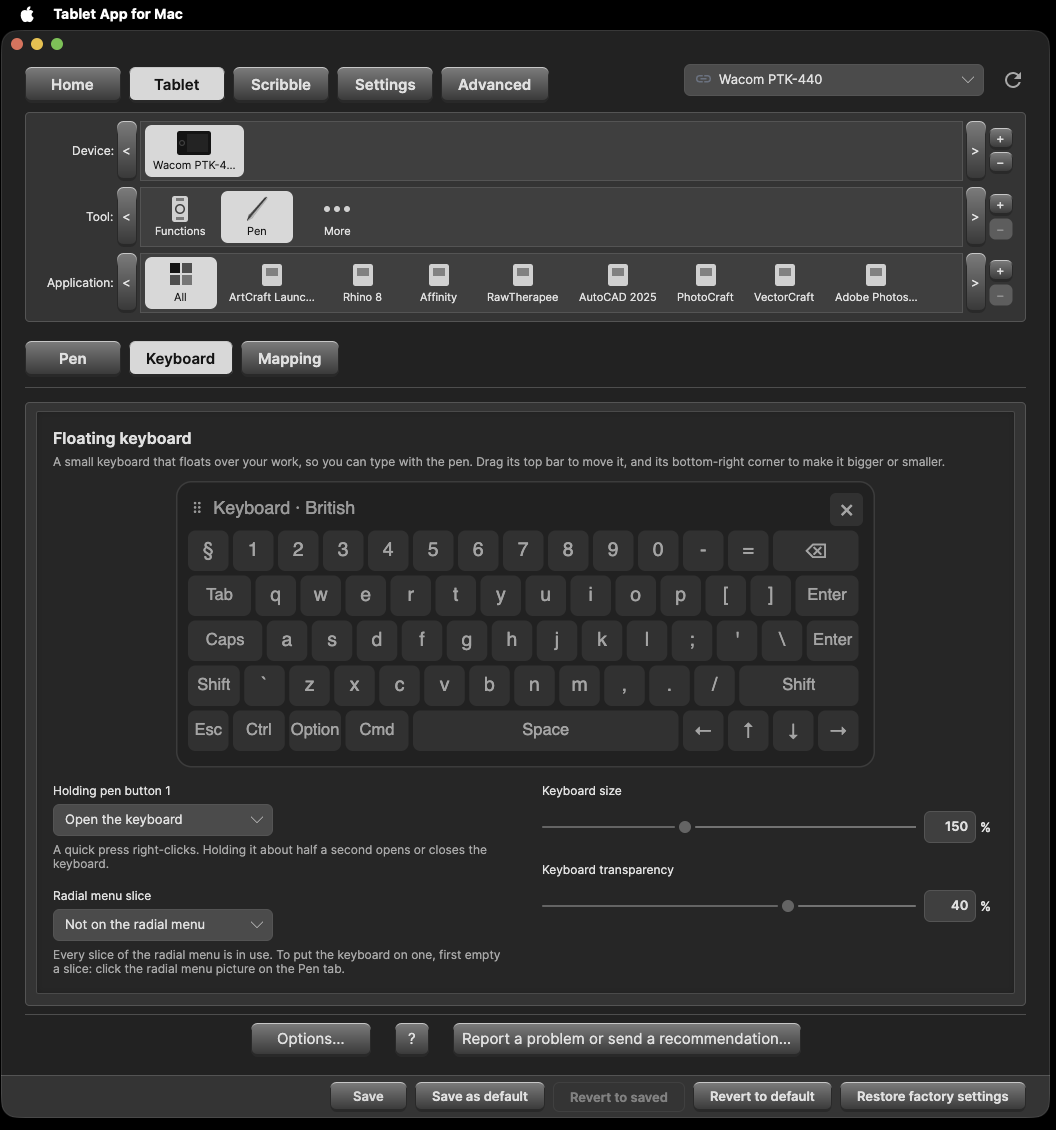 Tablet App for Mac
Home Tablet Scribble Settings Advanced Wacom PTK-440
Device: < Wacom PTK-4... > + −
Tool: < Functions Pen More > + −
Application: < All ArtCraft Launc... Rhino 8 Affinity RawTherapee AutoCAD 2025 PhotoCraft VectorCraft Adobe Photos... > + −
Pen Keyboard Mapping
Floating keyboard
A small keyboard that floats over your work, so you can type with the pen. Drag its top bar to move it, and its bottom-right corner to make it bigger or smaller.
Keyboard · British
§ 1 2 3 4 5 6 7 8 9 0 - =
Tab q w e r t y u i o p [ ] Enter
Caps a s d f g h j k l ; ' \ Enter
Shift ` z x c v b n m , . / Shift
Esc Ctrl Option Cmd Space ← ↑ ↓ →
Holding pen button 1
Open the keyboard
A quick press right-clicks. Holding it about half a second opens or closes the
keyboard.
Radial menu slice
Not on the radial menu
Every slice of the radial menu is in use. To put the keyboard on one, first empty
a slice: click the radial menu picture on the Pen tab.
Keyboard size
150 %
Keyboard transparency
40 %
Options... ? Report a problem or send a recommendation...
Save Save as default Revert to saved Revert to default Restore factory settings